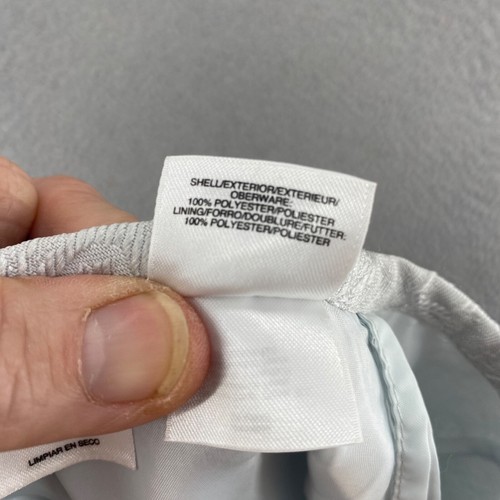 SHELL/EXTERIOR/EXTERIEUR/
OBERWARE:
100% POLYESTER/POLIESTER
LINING/FORRO/DOUBLURE/FUTTER:
100% POLYESTER/POLIESTER
LIMPIAR EN SECO